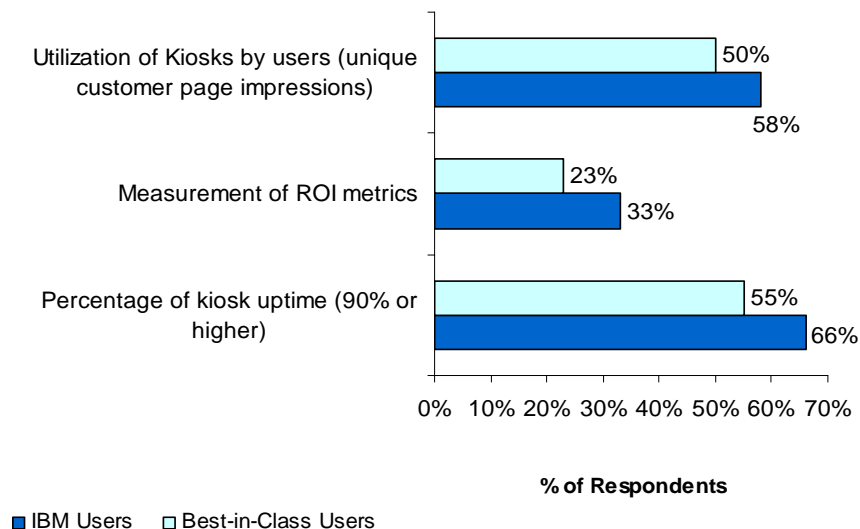 Utilization of Kiosks by users (unique
customer page impressions)
50%
58%
Measurement of ROI metrics
23%
33%
Percentage of kiosk uptime (90% or
higher)
55%
66%
0% 10% 20% 30% 40% 50% 60% 70%
% of Respondents
IBM Users Best-in-Class Users